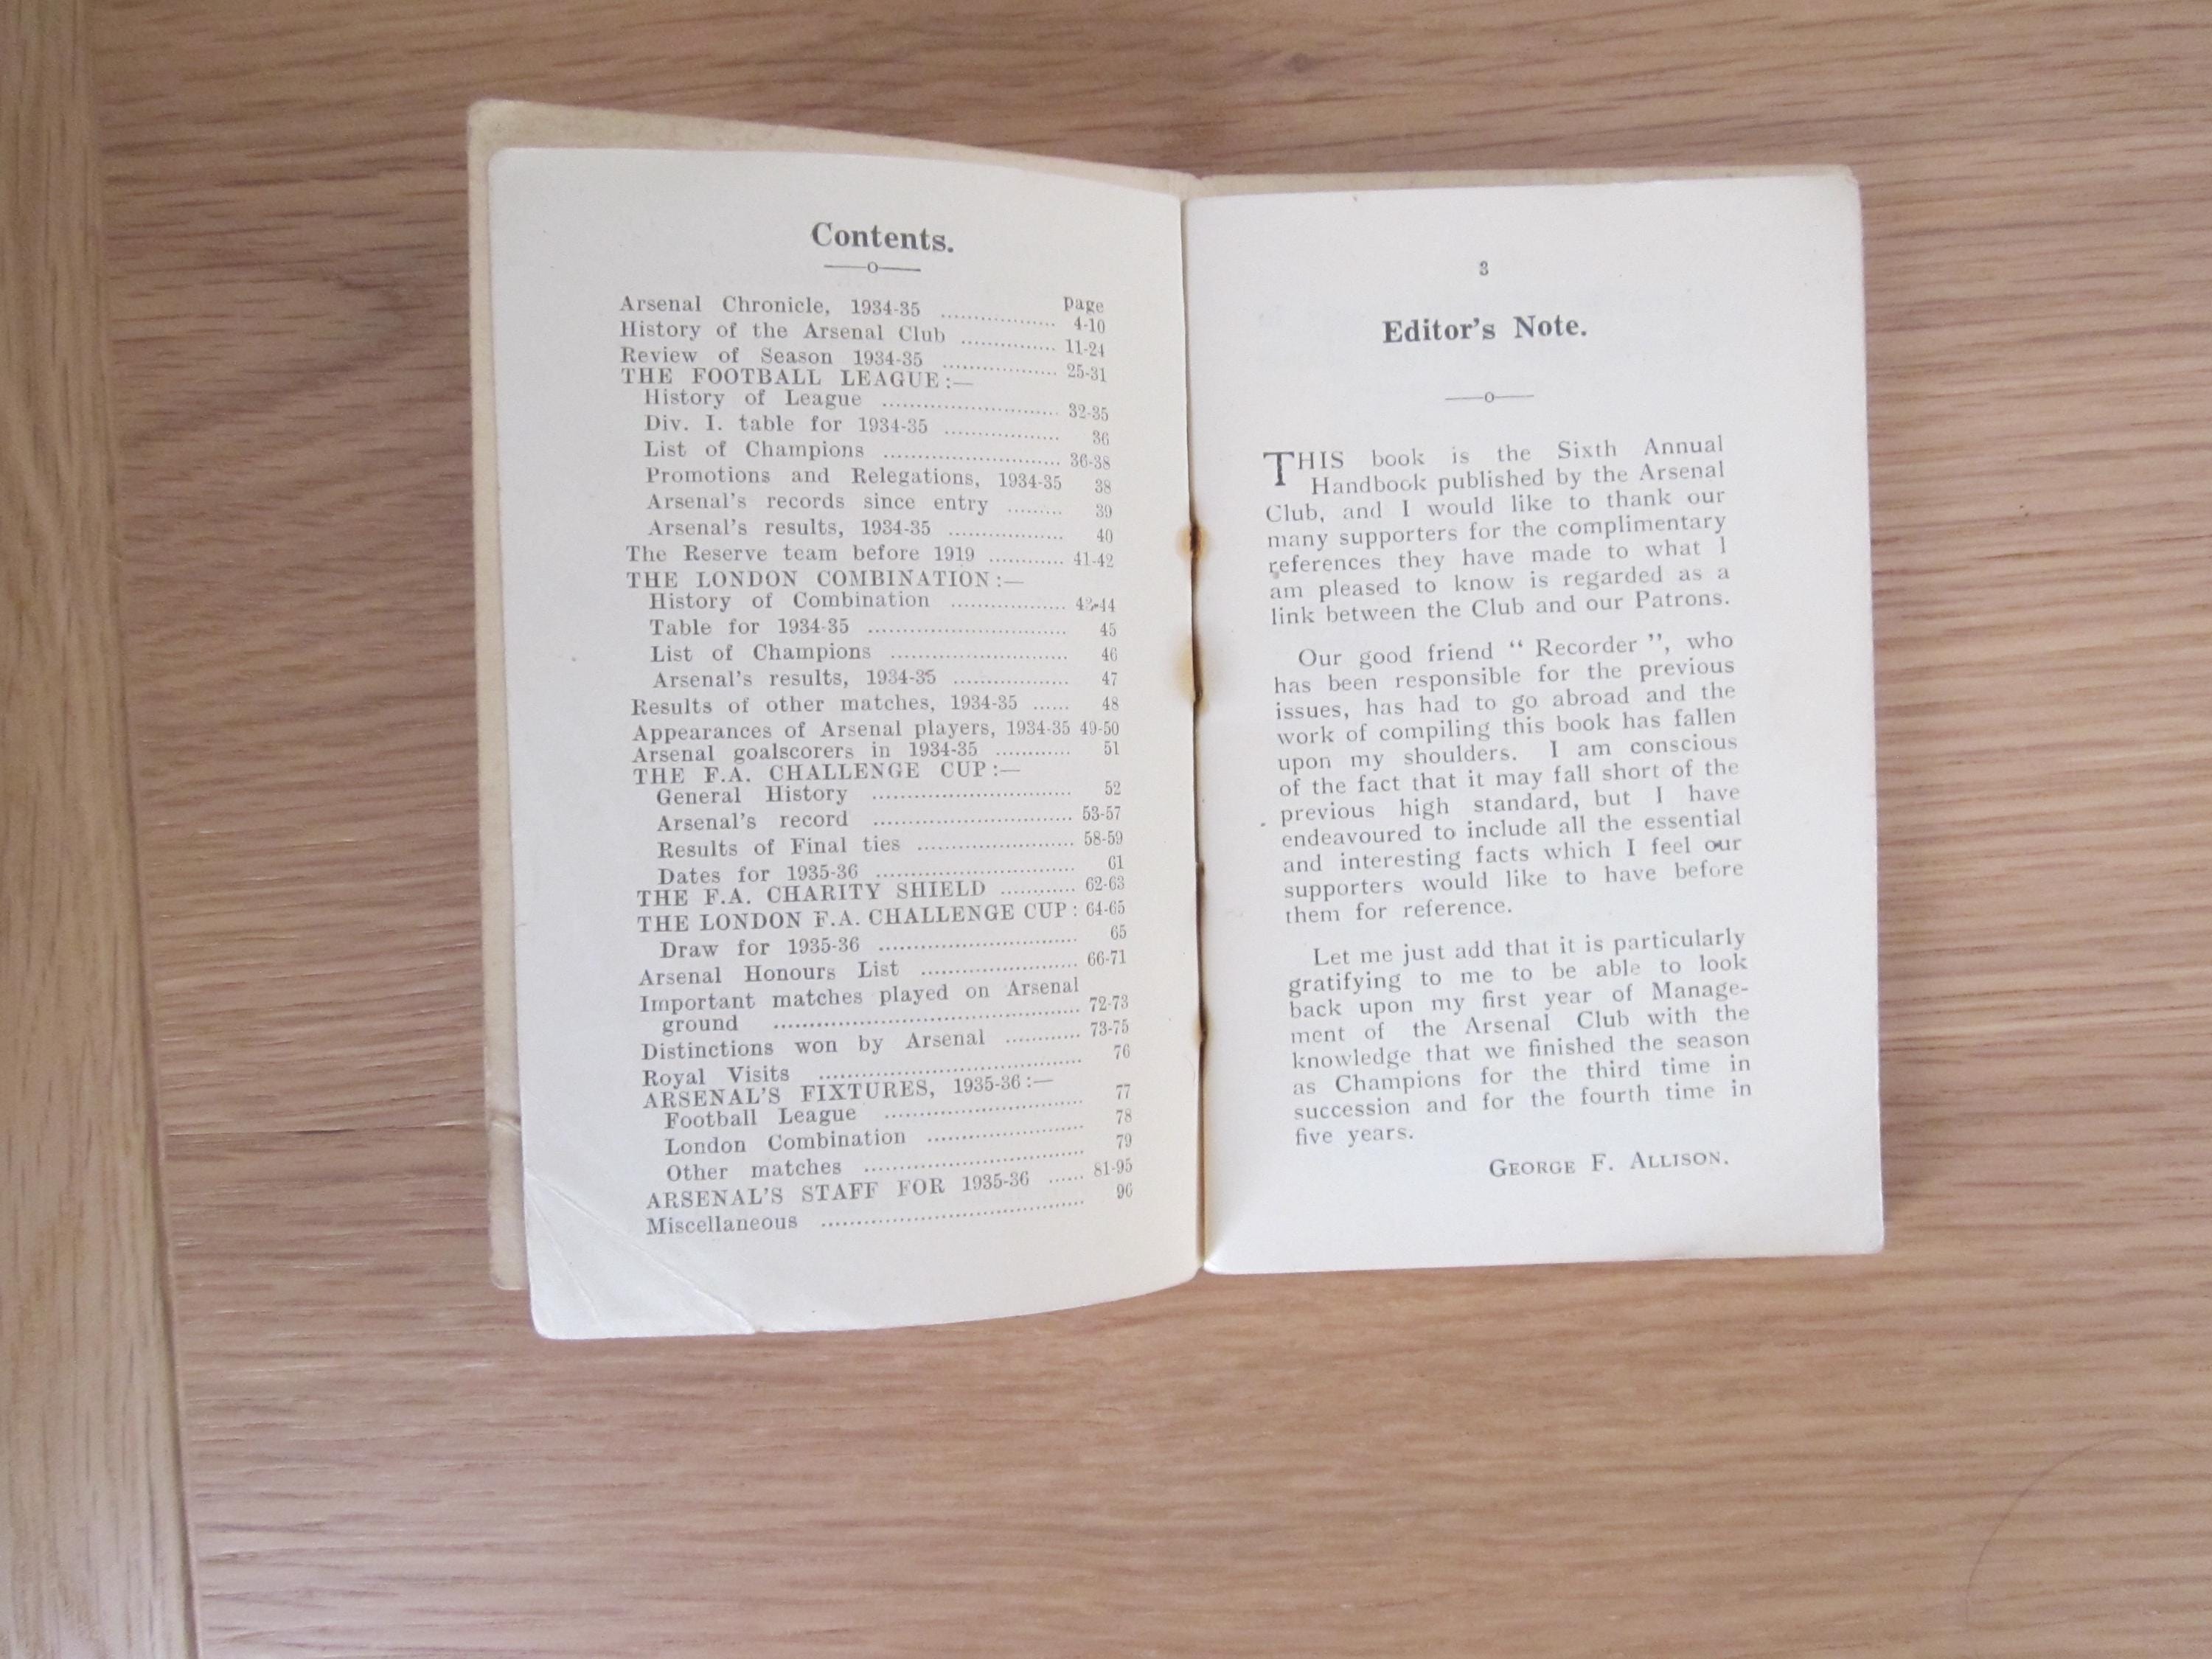 Contents.
page
Arsenal Chronicle, 1934-35 .................. 4-10
History of the Arsenal Club ............... 11-24
Review of Season 1934-35 .................. 25-31
THE FOOTBALL LEAGUE :—
History of League ............................ 32-35
Div. I. table for 1934-35 .................. 36
List of Champions ............................ 36-38
Promotions and Relegations, 1934-35 38
Arsenal's records since entry ......... 39
Arsenal's results, 1934-35 .................. 40
The Reserve team before 1919 ............ 41-42
THE LONDON COMBINATION :—
History of Combination .................. 42-44
Table for 1934-35 ............................... 45
List of Champions ............................ 46
Arsenal's results, 1934-35 .................. 47
Results of other matches, 1934-35 ...... 48
Appearances of Arsenal players, 1934-35 49-50
Arsenal goalscorers in 1934-35 ............ 51
THE F.A. CHALLENGE CUP :—
General History ............................... 52
Arsenal's record ............................... 53-57
Results of Final ties ........................ 58-59
Dates for 1935-36 ............................... 61
THE F.A. CHARITY SHIELD ............ 62-63
THE LONDON F.A. CHALLENGE CUP : 64-65
Draw for 1935-36 ............................... 65
Arsenal Honours List ........................ 66-71
Important matches played on Arsenal
ground ................................................ 72-73
Distinctions won by Arsenal ............ 73-75
Royal Visits .......................................... 76
ARSENAL'S FIXTURES, 1935-36 :—
Football League ............................... 77
London Combination ........................ 78
Other matches .................................. 79
ARSENAL'S STAFF FOR 1935-36 ...... 81-95
Miscellaneous .......................................... 96
3
Editor's Note.
THIS book is the Sixth Annual
Handbook published by the Arsenal
Club, and I would like to thank our
many supporters for the complimentary
references they have made to what I
am pleased to know is regarded as a
link between the Club and our Patrons.
Our good friend " Recorder ", who
has been responsible for the previous
issues, has had to go abroad and the
work of compiling this book has fallen
upon my shoulders. I am conscious
of the fact that it may fall short of the
previous high standard, but I have
endeavoured to include all the essential
and interesting facts which I feel our
supporters would like to have before
them for reference.
Let me just add that it is particularly
gratifying to me to be able to look
back upon my first year of Manage-
ment of the Arsenal Club with the
knowledge that we finished the season
as Champions for the third time in
succession and for the fourth time in
five years.
GEORGE F. ALLISON.